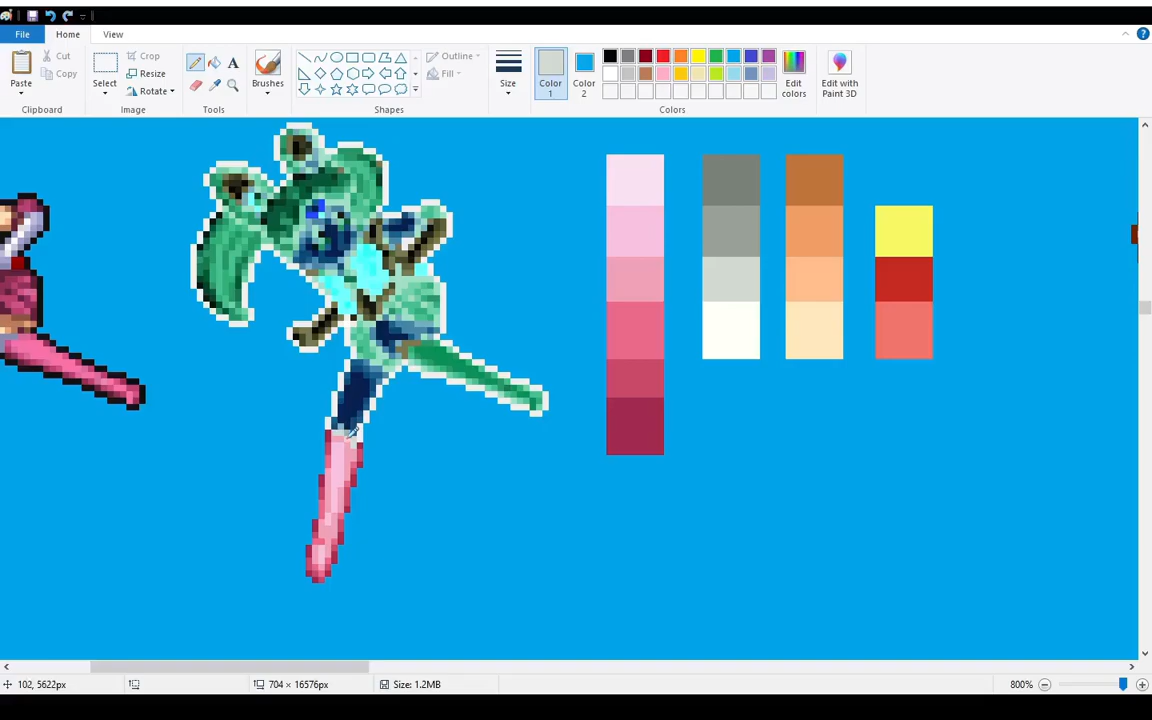 File
Home
View
Paste
Cut
Copy
Clipboard
Select
Crop
Resize
Rotate
Image
A
Tools
Brushes
Shapes
Outline
Fill
Size
Color 1
Color 2
Edit colors
Colors
Edit with Paint 3D
102, 5622px
704 × 16576px
Size: 1.2MB
800%